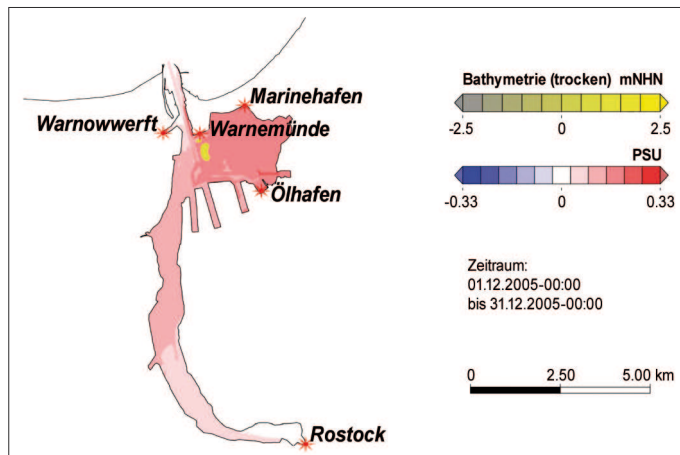 Bathymetrie (trocken) mNHN
-2.5 0 2.5
PSU
-0.33 0 0.33
Marinehafen
Warnowwerft
Warnemünde
Ölhafen
Zeitraum:
01.12.2005-00:00
bis 31.12.2005-00:00
0 2.50 5.00 km
Rostock